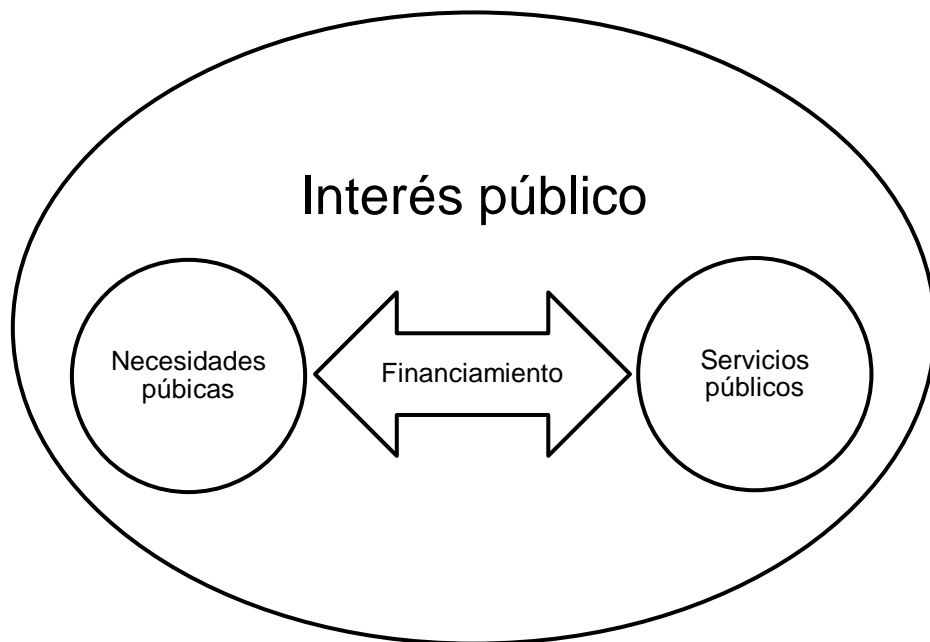 Interés público
Necesidades
púbicas
Financiamiento
Servicios
públicos